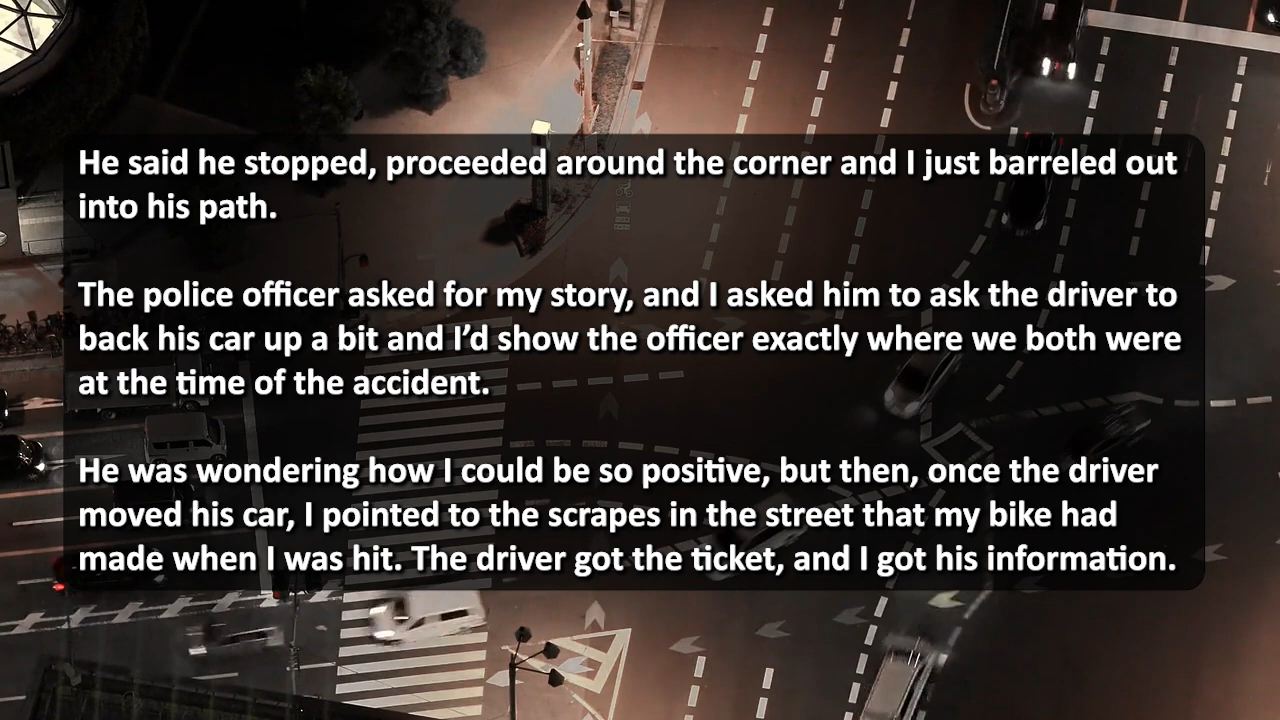 He said he stopped, proceeded around the corner and I just barreled out
into his path.
The police officer asked for my story, and I asked him to ask the driver to
back his car up a bit and I’d show the officer exactly where we both were
at the time of the accident.
He was wondering how I could be so positive, but then, once the driver
moved his car, I pointed to the scrapes in the street that my bike had
made when I was hit. The driver got the ticket, and I got his information.